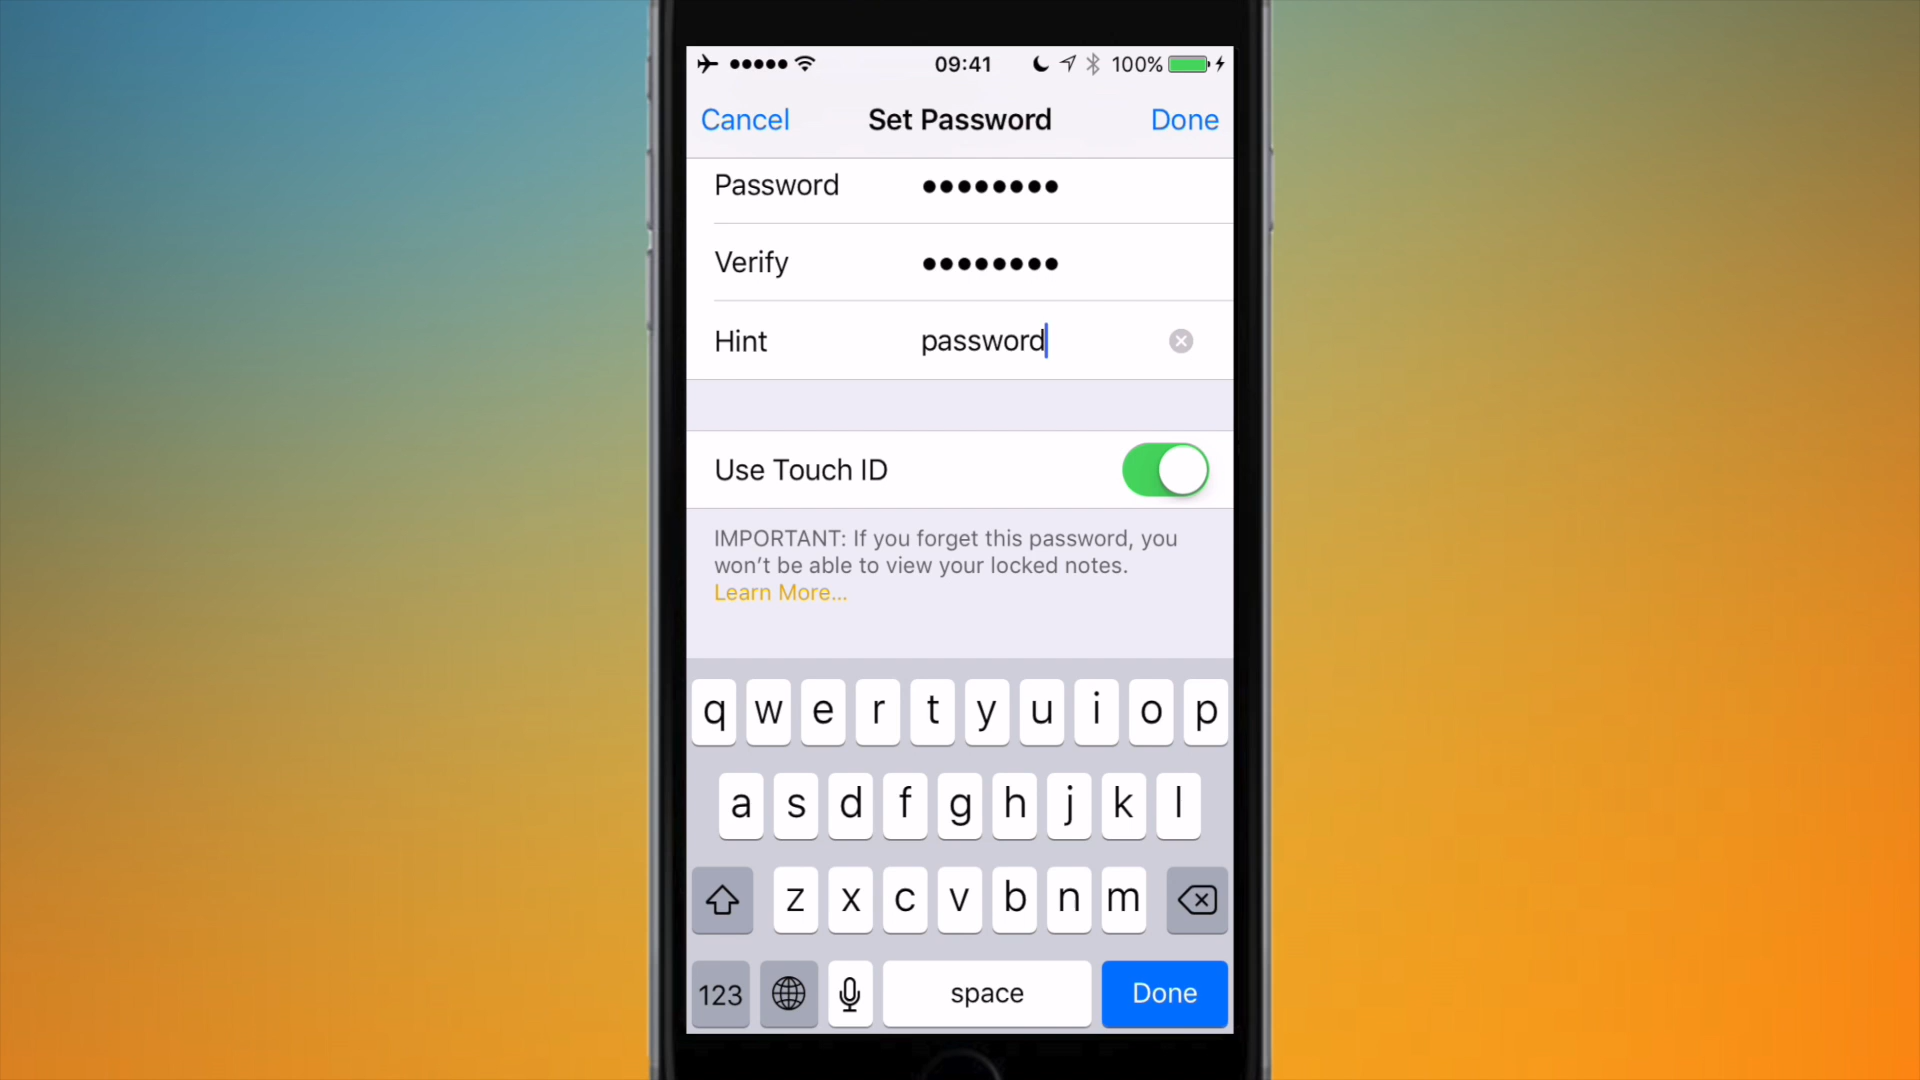 09:41 100%
Cancel Set Password Done
Password ••••••••
Verify ••••••••
Hint password
Use Touch ID
IMPORTANT: If you forget this password, you
won’t be able to view your locked notes.
Learn More...
q w e r t y u i o p
a s d f g h j k l
z x c v b n m
123 space Done